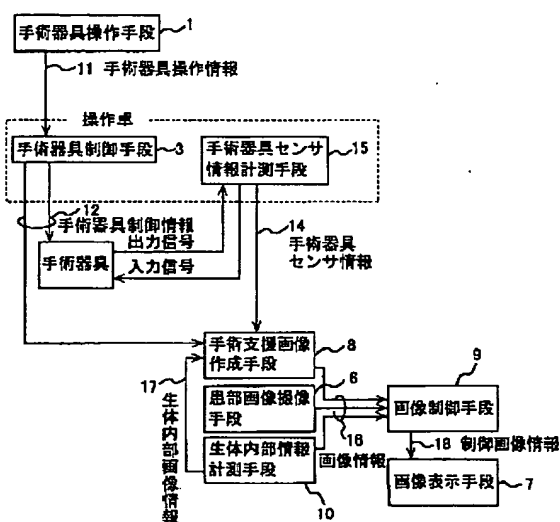 手術器具操作手段
1
11 手術器具操作情報
操作卓
手術器具制御手段
3
手術器具センサ
情報計測手段
15
12
手術器具制御情報
手術器具
出力信号
入力信号
14
手術器具
センサ情報
手術支援画像
作成手段
8
17
生体内部画像情報
患部画像撮像
手段
6
生体内部情報
計測手段
10
16
画像情報
9
画像制御手段
18 制御画像情報
画像表示手段
7